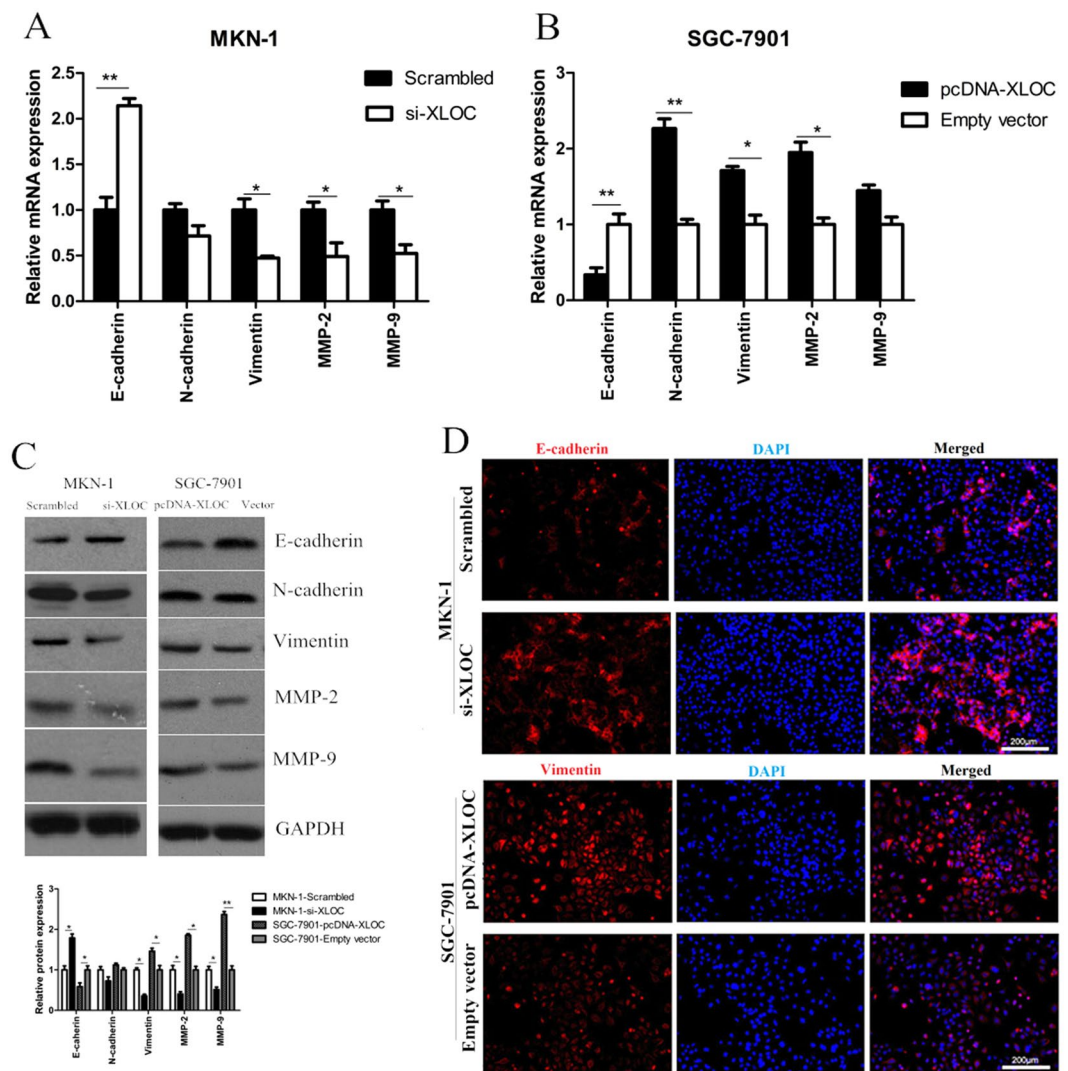 A
MKN-1
Relative mRNA expression
2.5
2.0
1.5
1.0
0.5
0.0
**
*
*
*
Scrambled
si-XLOC
E-cadherin
N-cadherin
Vimentin
MMP-2
MMP-9
B
SGC-7901
Relative mRNA expression
3
2
1
0
**
**
*
*
pcDNA-XLOC
Empty vector
E-cadherin
N-cadherin
Vimentin
MMP-2
MMP-9
C
MKN-1 SGC-7901
Scrambled si-XLOC pcDNA-XLOC Vector
E-cadherin
N-cadherin
Vimentin
MMP-2
MMP-9
GAPDH
Relative protein expression
3
2
1
0
* * * * * * * **
MKN-1-Scrambled
MKN-1-si-XLOC
SGC-7901-pcDNA-XLOC
SGC-7901-Empty vector
E-caherin
N-cadherin
Vimentin
MMP-2
MMP-9
D
E-cadherin DAPI Merged
MKN-1
Scrambled
si-XLOC
200μm
Vimentin DAPI Merged
SGC-7901
pcDNA-XLOC
Empty vector
200μm